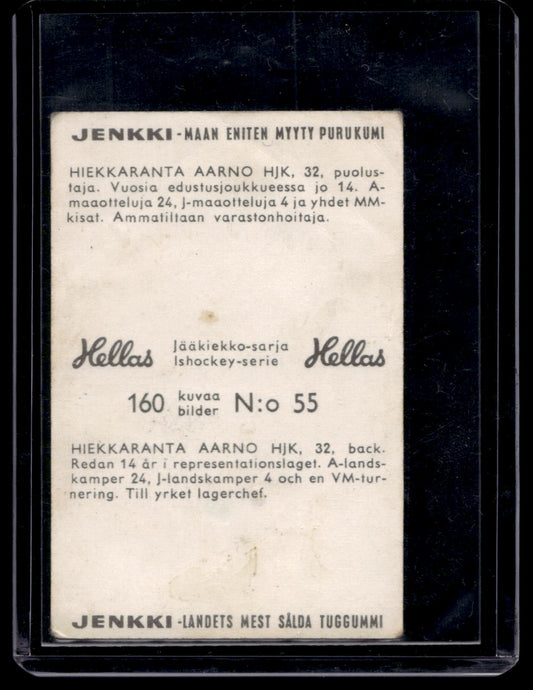 JENKKI - MAAN ENITEN MYYTY PURUKUMI
HIEKKARANTA AARNO HJK, 32, puolus-
taja. Vuosia edustusjoukkueessa jo 14. A-
maaotteluja 24, J-maaotteluja 4 ja yhdet MM-
kisat. Ammatiltaan varastonhoitaja.
Hellas Jääkiekko-sarja Hellas
Ishockey-serie
160 kuvaa N:o 55
bilder
HIEKKARANTA AARNO HJK, 32, back.
Redan 14 år i representationslaget. A-lands-
kamper 24, J-landskamper 4 och en VM-tur-
nering. Till yrket lagerchef.
JENKKI - LANDETS MEST SÅLDA TUGGUMMI